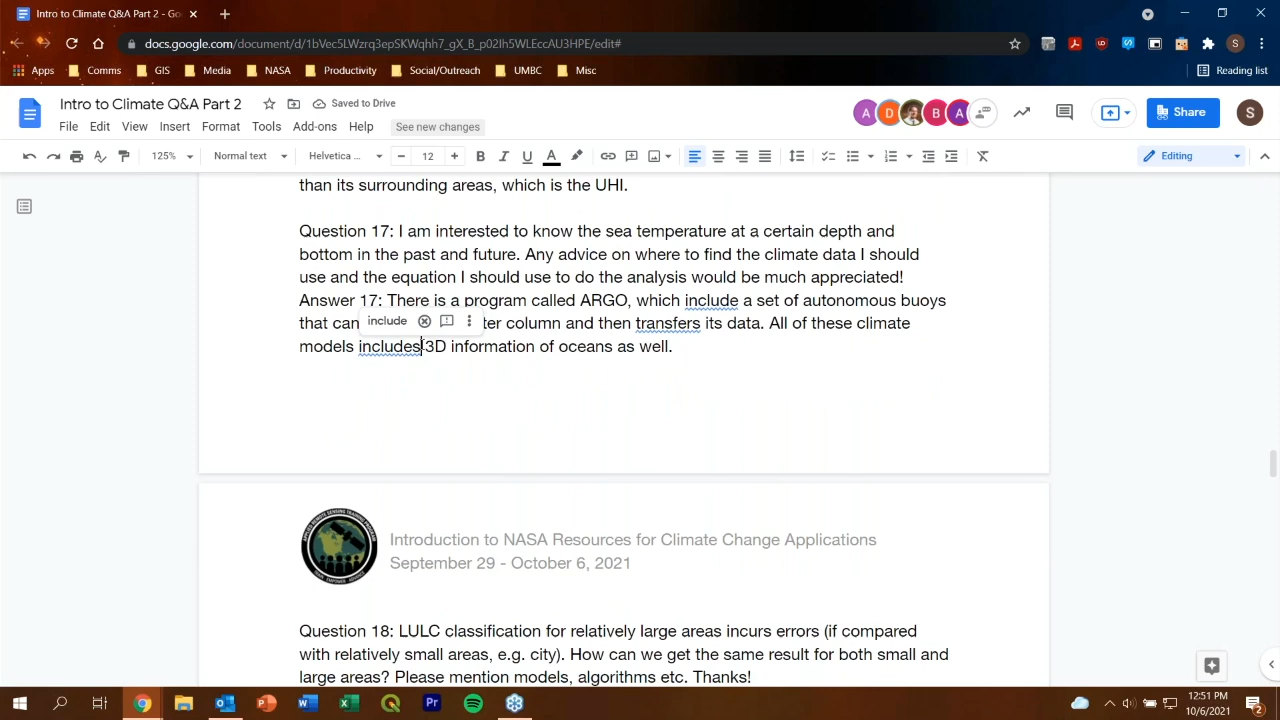 Intro to Climate Q&A Part 2 - Go
docs.google.com/document/d/1bVec5LWzrq3epSKWqhh7_gX_B_p02Ih5WLEccAU3HPE/edit#
S
Apps Comms GIS Media NASA Productivity Social/Outreach UMBC Misc Reading list
Intro to Climate Q&A Part 2 Saved to Drive
A D B A Share S
File Edit View Insert Format Tools Add-ons Help See new changes
125% Normal text Helvetica ... 12 B I U A Editing
than its surrounding areas, which is the UHI.
Question 17: I am interested to know the sea temperature at a certain depth and
bottom in the past and future. Any advice on where to find the climate data I should
use and the equation I should use to do the analysis would be much appreciated!
Answer 17: There is a program called ARGO, which include a set of autonomous buoys
that can ter column and then transfers its data. All of these climate
include
models includes 3D information of oceans as well.
Introduction to NASA Resources for Climate Change Applications
September 29 - October 6, 2021
Question 18: LULC classification for relatively large areas incurs errors (if compared
with relatively small areas, e.g. city). How can we get the same result for both small and
large areas? Please mention models, algorithms etc. Thanks!
12:51 PM
10/6/2021
2